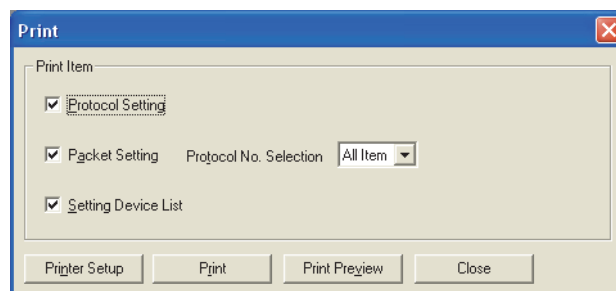 Print
Print Item
Protocol Setting
Packet Setting Protocol No. Selection All Item
Setting Device List
Printer Setup Print Print Preview Close